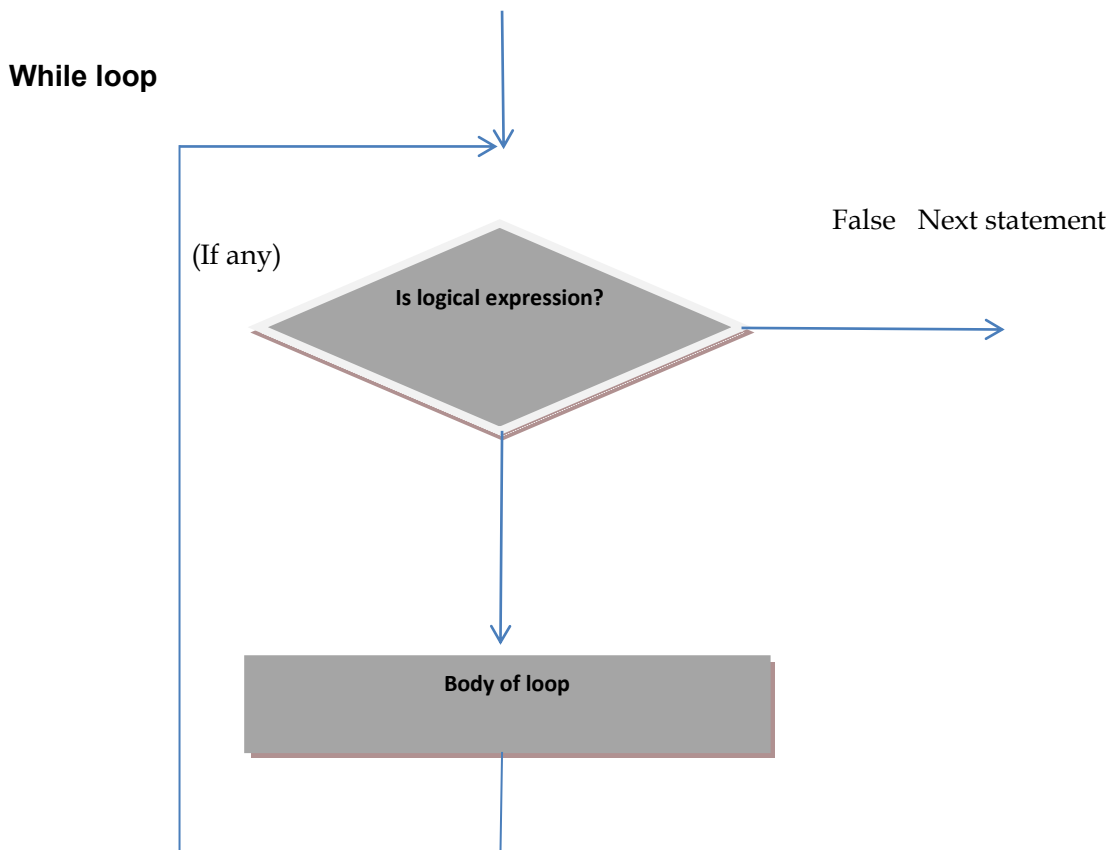 While loop
False Next statement
(If any)
Is logical expression?
Body of loop